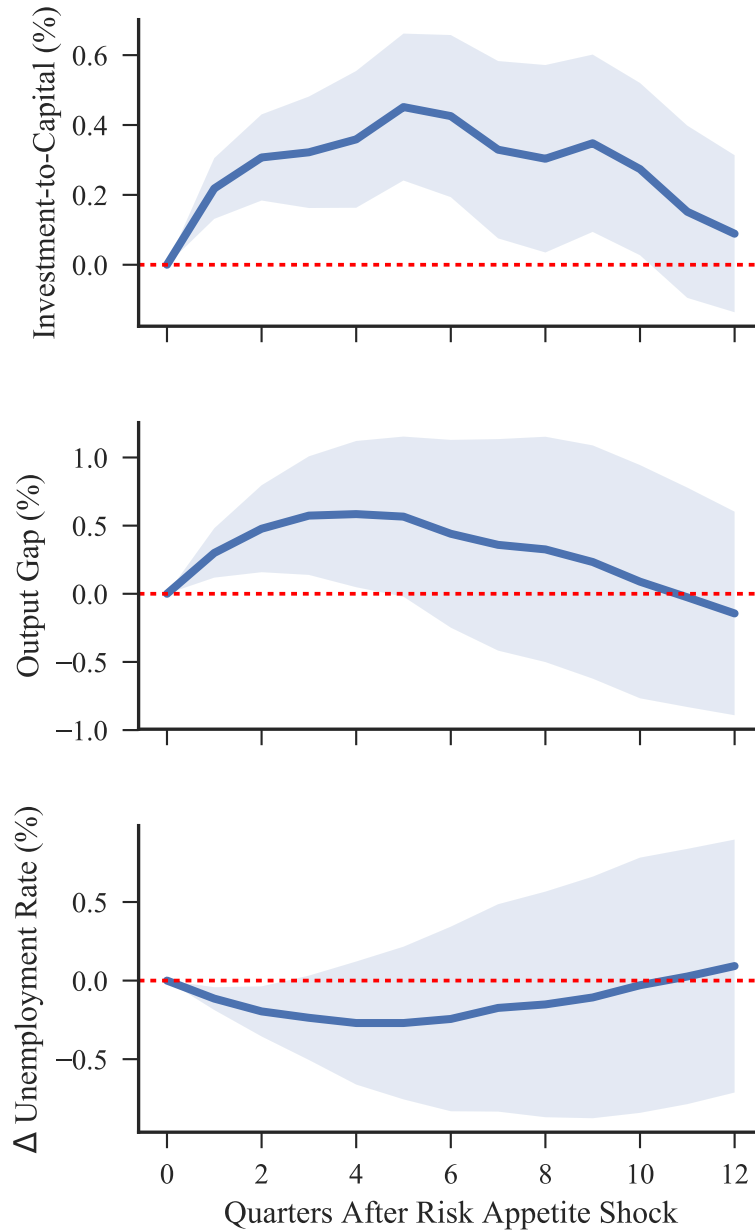 Investment-to-Capital (%)
0.6
0.4
0.2
0.0
Output Gap (%)
1.0
0.5
0.0
−0.5
−1.0
Δ Unemployment Rate (%)
0.5
0.0
−0.5
0 2 4 6 8 10 12
Quarters After Risk Appetite Shock